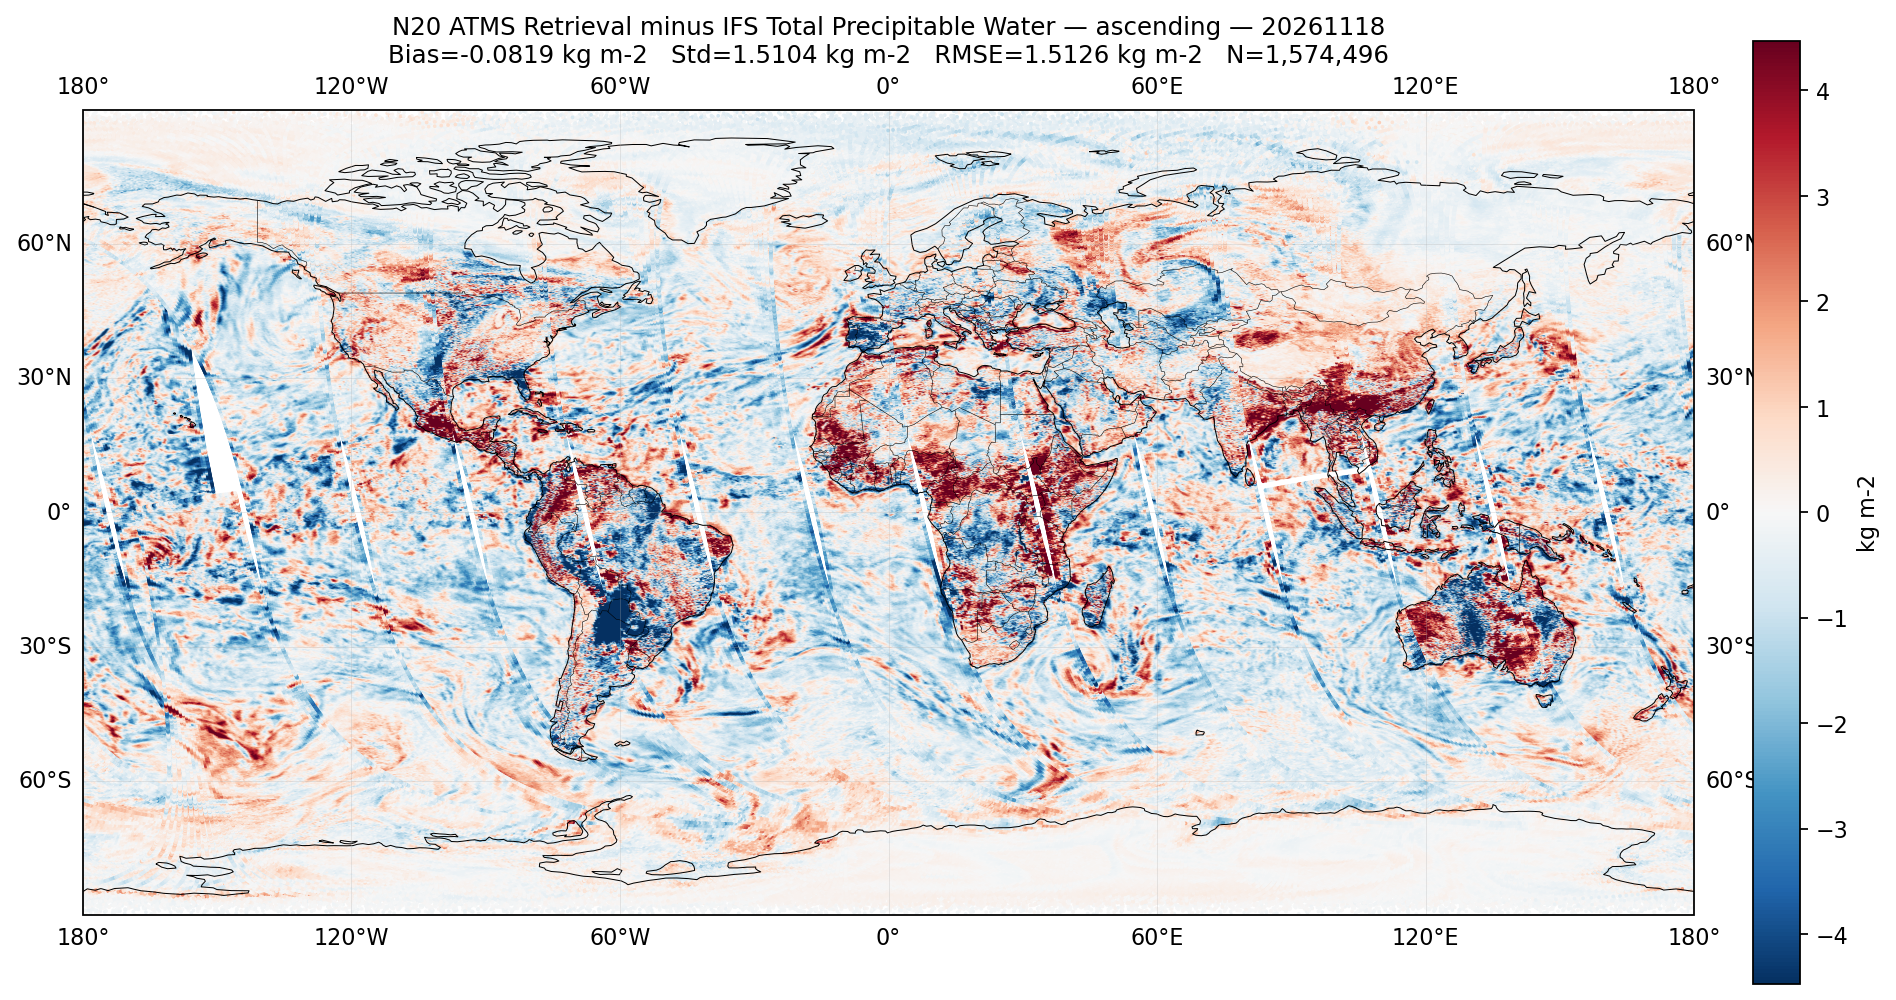 N20 ATMS Retrieval minus IFS Total Precipitable Water — ascending — 20261118
Bias=-0.0819 kg m-2   Std=1.5104 kg m-2   RMSE=1.5126 kg m-2   N=1,574,496
180° 120°W 60°W 0° 60°E 120°E 180°
60°N 60°N
30°N 30°N
0° 0°
30°S 30°S
60°S 60°S
180° 120°W 60°W 0° 60°E 120°E 180°
4
3
2
1
0
−1
−2
−3
−4
kg m-2